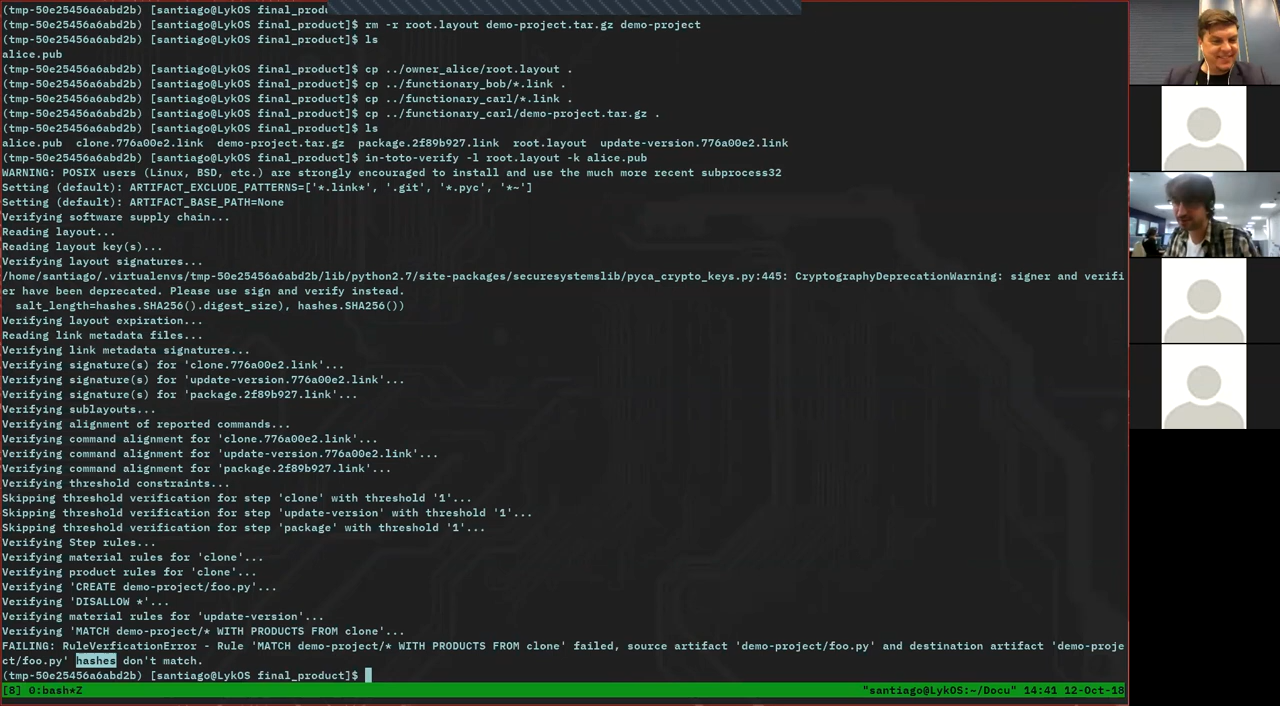 (tmp-50e25456a6abd2b) [santiago@LykOS final_produ
(tmp-50e25456a6abd2b) [santiago@LykOS final_product]$ rm -r root.layout demo-project.tar.gz demo-project
(tmp-50e25456a6abd2b) [santiago@LykOS final_product]$ ls
alice.pub
(tmp-50e25456a6abd2b) [santiago@LykOS final_product]$ cp ../owner_alice/root.layout .
(tmp-50e25456a6abd2b) [santiago@LykOS final_product]$ cp ../functionary_bob/*.link .
(tmp-50e25456a6abd2b) [santiago@LykOS final_product]$ cp ../functionary_carl/*.link .
(tmp-50e25456a6abd2b) [santiago@LykOS final_product]$ cp ../functionary_carl/demo-project.tar.gz .
(tmp-50e25456a6abd2b) [santiago@LykOS final_product]$ ls
alice.pub  clone.776a00e2.link  demo-project.tar.gz  package.2f89b927.link  root.layout  update-version.776a00e2.link
(tmp-50e25456a6abd2b) [santiago@LykOS final_product]$ in-toto-verify -l root.layout -k alice.pub
WARNING: POSIX users (Linux, BSD, etc.) are strongly encouraged to install and use the much more recent subprocess32
Setting (default): ARTIFACT_EXCLUDE_PATTERNS=['*.link*', '.git', '*.pyc', '*~']
Setting (default): ARTIFACT_BASE_PATH=None
Verifying software supply chain...
Reading layout...
Reading layout key(s)...
Verifying layout signatures...
/home/santiago/.virtualenvs/tmp-50e25456a6abd2b/lib/python2.7/site-packages/securesystemslib/pyca_crypto_keys.py:445: CryptographyDeprecationWarning: signer and verifi
er have been deprecated. Please use sign and verify instead.
  salt_length=hashes.SHA256().digest_size), hashes.SHA256())
Verifying layout expiration...
Reading link metadata files...
Verifying link metadata signatures...
Verifying signature(s) for 'clone.776a00e2.link'...
Verifying signature(s) for 'update-version.776a00e2.link'...
Verifying signature(s) for 'package.2f89b927.link'...
Verifying sublayouts...
Verifying alignment of reported commands...
Verifying command alignment for 'clone.776a00e2.link'...
Verifying command alignment for 'update-version.776a00e2.link'...
Verifying command alignment for 'package.2f89b927.link'...
Verifying threshold constraints...
Skipping threshold verification for step 'clone' with threshold '1'...
Skipping threshold verification for step 'update-version' with threshold '1'...
Skipping threshold verification for step 'package' with threshold '1'...
Verifying Step rules...
Verifying material rules for 'clone'...
Verifying product rules for 'clone'...
Verifying 'CREATE demo-project/foo.py'...
Verifying 'DISALLOW *'...
Verifying material rules for 'update-version'...
Verifying 'MATCH demo-project/* WITH PRODUCTS FROM clone'...
FAILING: RuleVerficationError - Rule 'MATCH demo-project/* WITH PRODUCTS FROM clone' failed, source artifact 'demo-project/foo.py' and destination artifact 'demo-proje
ct/foo.py' hashes don't match.
(tmp-50e25456a6abd2b) [santiago@LykOS final_product]$
[8] 0:bash*Z "santiago@LykOS:~/Docu" 14:41 12-Oct-18